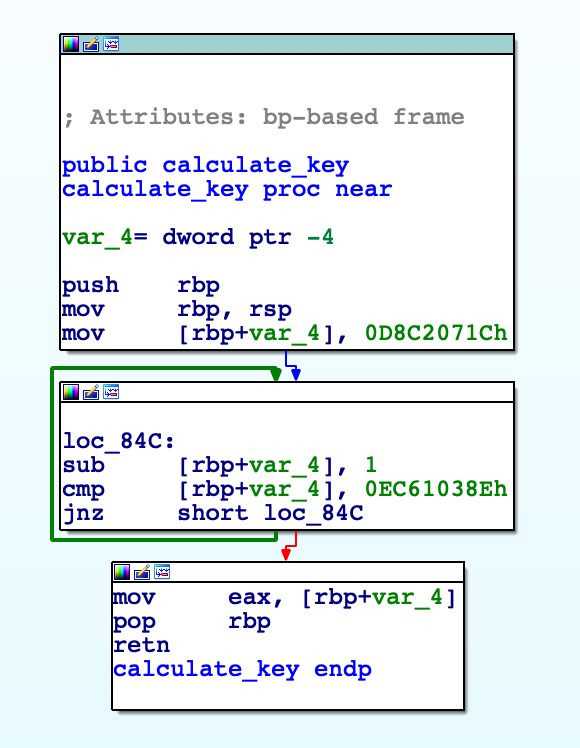 ; Attributes: bp-based frame
public calculate_key
calculate_key proc near
var_4= dword ptr -4
push rbp
mov rbp, rsp
mov [rbp+var_4], 0D8C2071Ch
loc_84C:
sub [rbp+var_4], 1
cmp [rbp+var_4], 0EC61038Eh
jnz short loc_84C
mov eax, [rbp+var_4]
pop rbp
retn
calculate_key endp